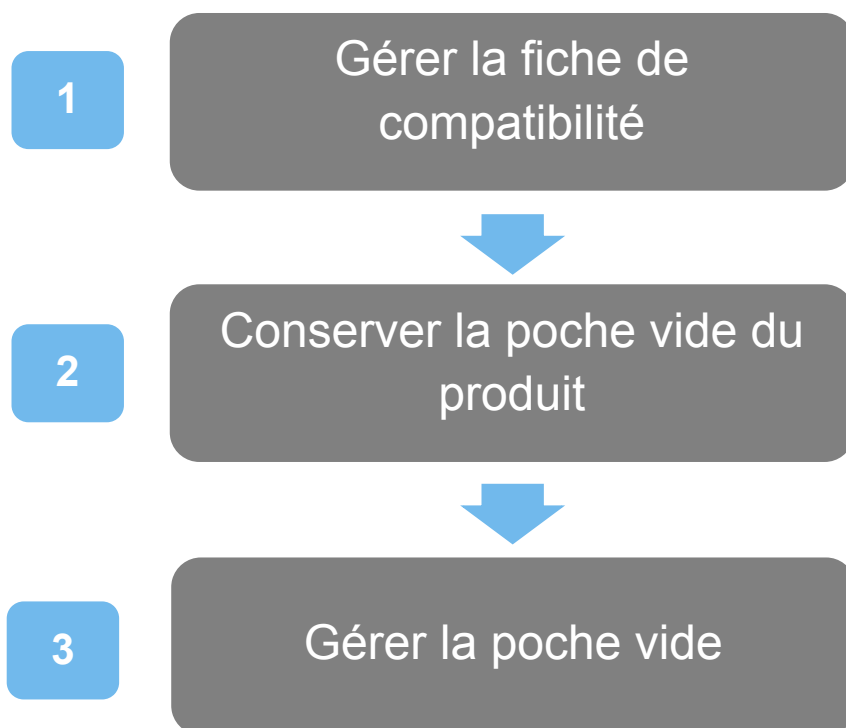 1
Gérer la fiche de
compatibilité
2
Conserver la poche vide du
produit
3
Gérer la poche vide